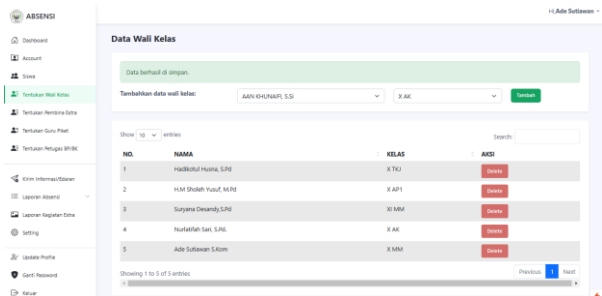 ABSENSI
Hi,Ade Sutiawan
Dashboard
Account
Siswa
Tentukan Wali Kelas
Tentukan Pembina Extra
Tentukan Guru Piket
Tentukan Petugas BP/BK
Kirim Informasi/Edaran
Laporan Absensi
Laporan Kegiatan Extra
Setting
Update Profile
Ganti Password
Keluar
Data Wali Kelas
Data berhasil di simpan.
Tambahkan data wali kelas: AAN KHUNAIFI, S.Si X AK Tambah
Show 10 entries Search:
NO. NAMA KELAS AKSI
1 Hadikotul Husna, S.Pd X TKJ Delete
2 H.M Sholeh Yusuf, M.Pd X AP1 Delete
3 Suryana Desandy,S.Pd XI MM Delete
4 Nurlatifah Sari, S.Pd. X AK Delete
5 Ade Sutiawan S.Kom X MM Delete
Showing 1 to 5 of 5 entries Previous 1 Next